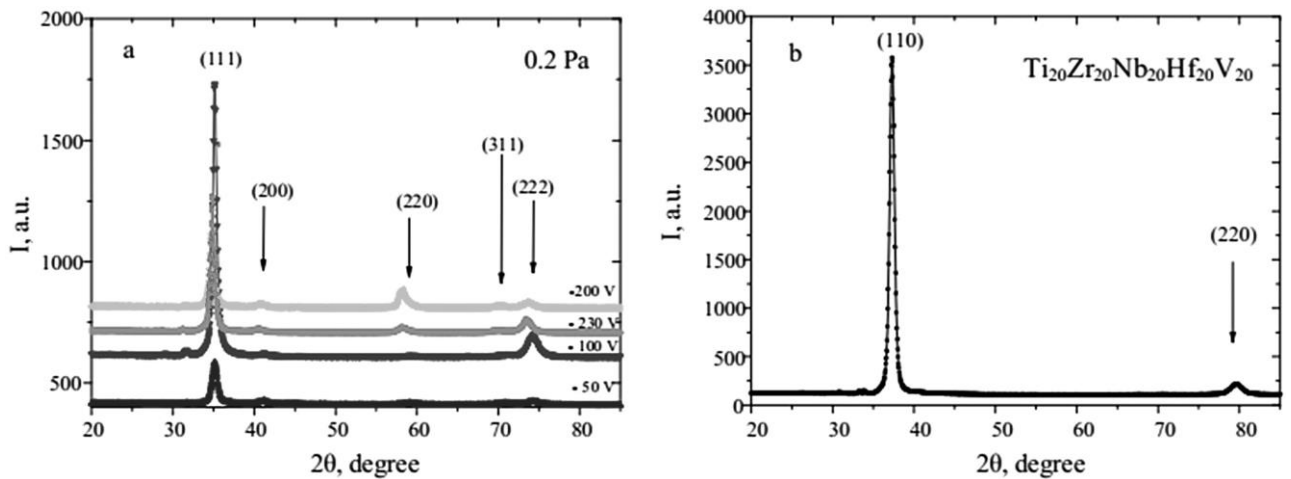 a
0.2 Pa
(111)
(200)
(220)
(311)
(222)
-200 V
- 230 V
- 100 V
- 50 V
2000
1500
1000
500
I, a.u.
20 30 40 50 60 70 80
2θ, degree
b
(110)
Ti₂₀Zr₂₀Nb₂₀Hf₂₀V₂₀
(220)
4000
3500
3000
2500
2000
1500
1000
500
0
I, a.u.
20 30 40 50 60 70 80
2θ, degree